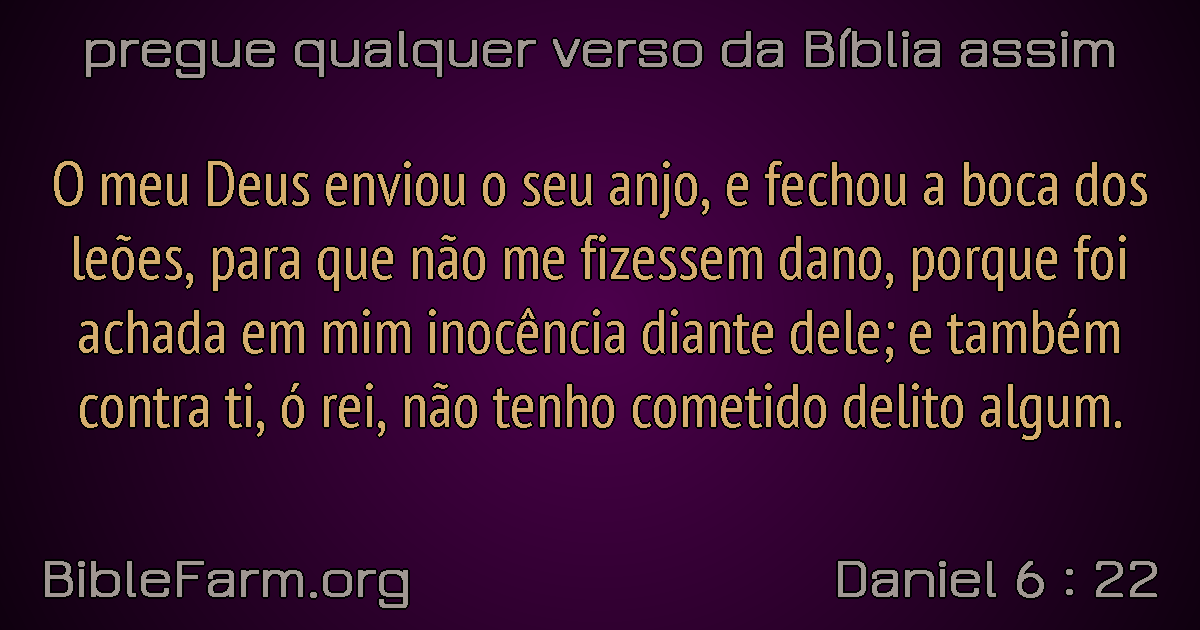 pregue qualquer verso da Bíblia assim
O meu Deus enviou o seu anjo, e fechou a boca dos
leões, para que não me fizessem dano, porque foi
achada em mim inocência diante dele; e também
contra ti, ó rei, não tenho cometido delito algum.
BibleFarm.org
Daniel 6 : 22